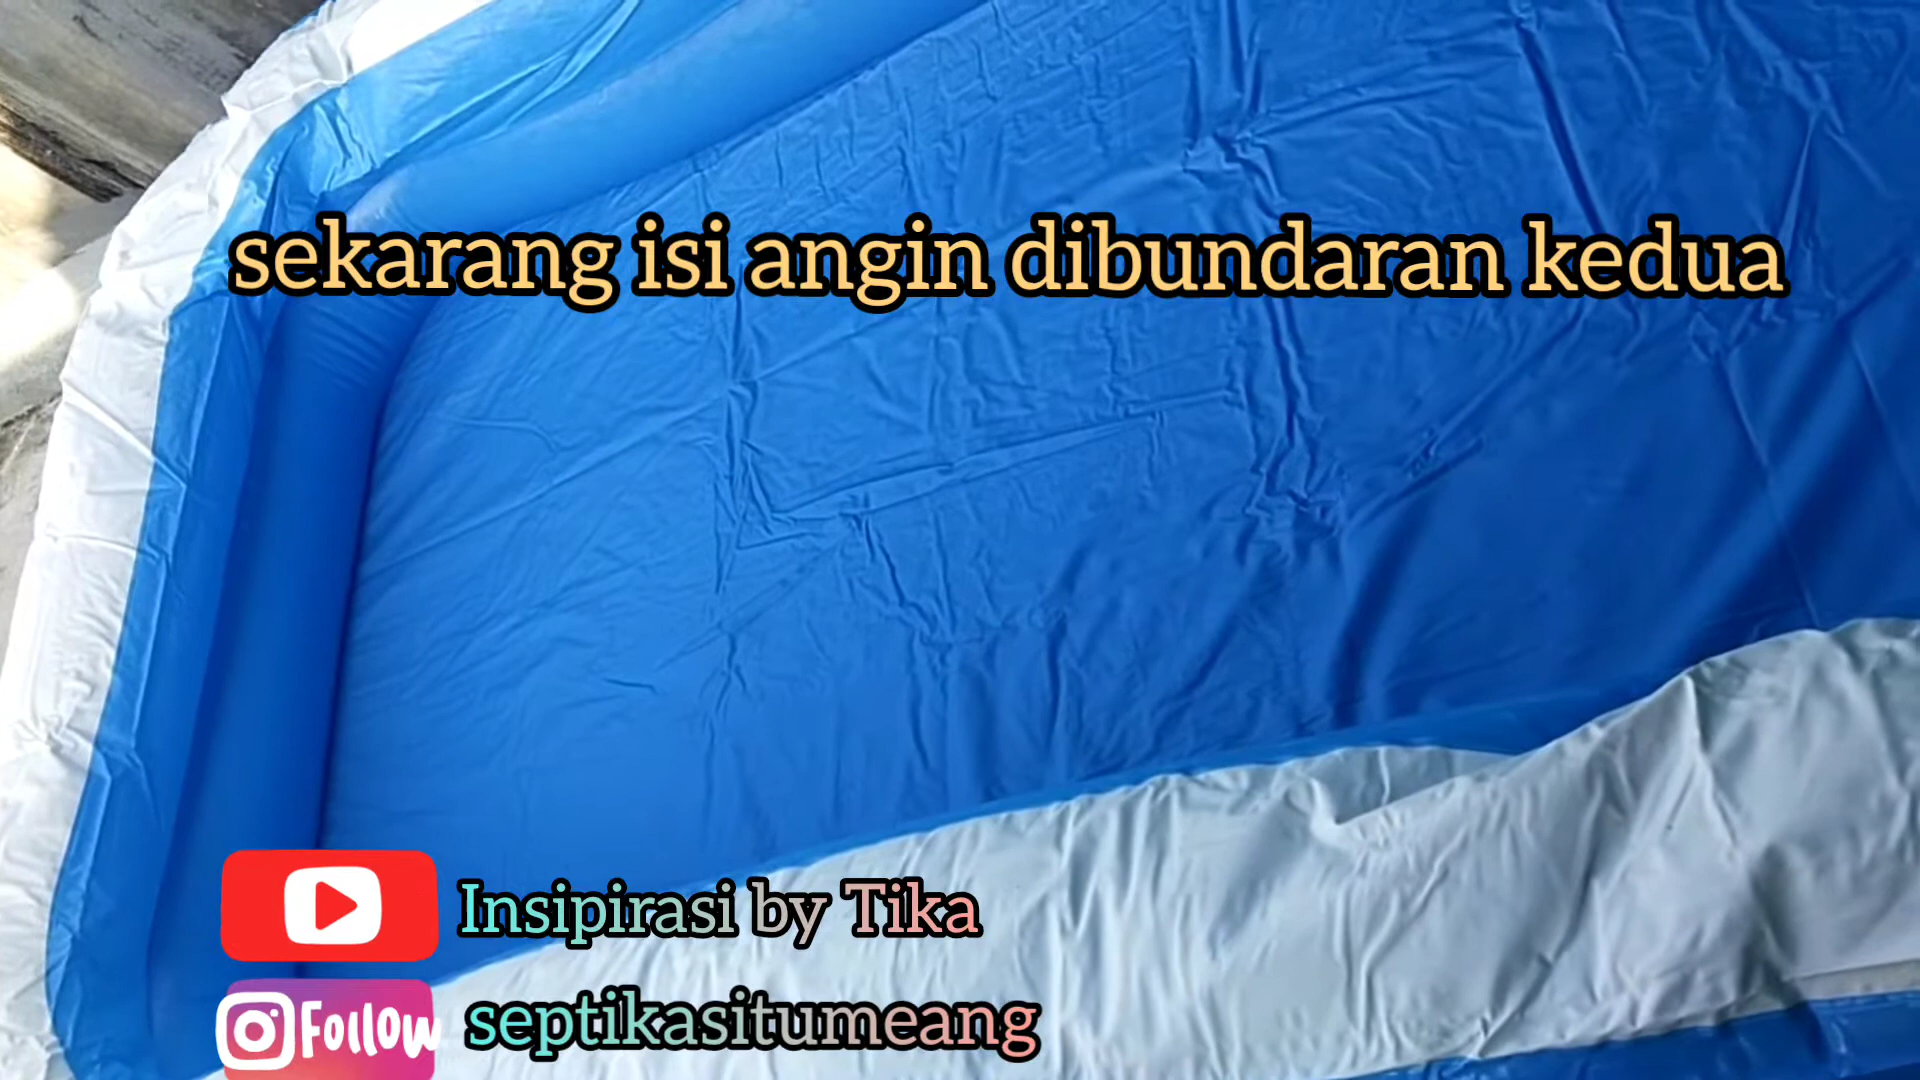 sekarang isi angin dibundaran kedua
Insipirasi by Tika
Follow septikasitumeang